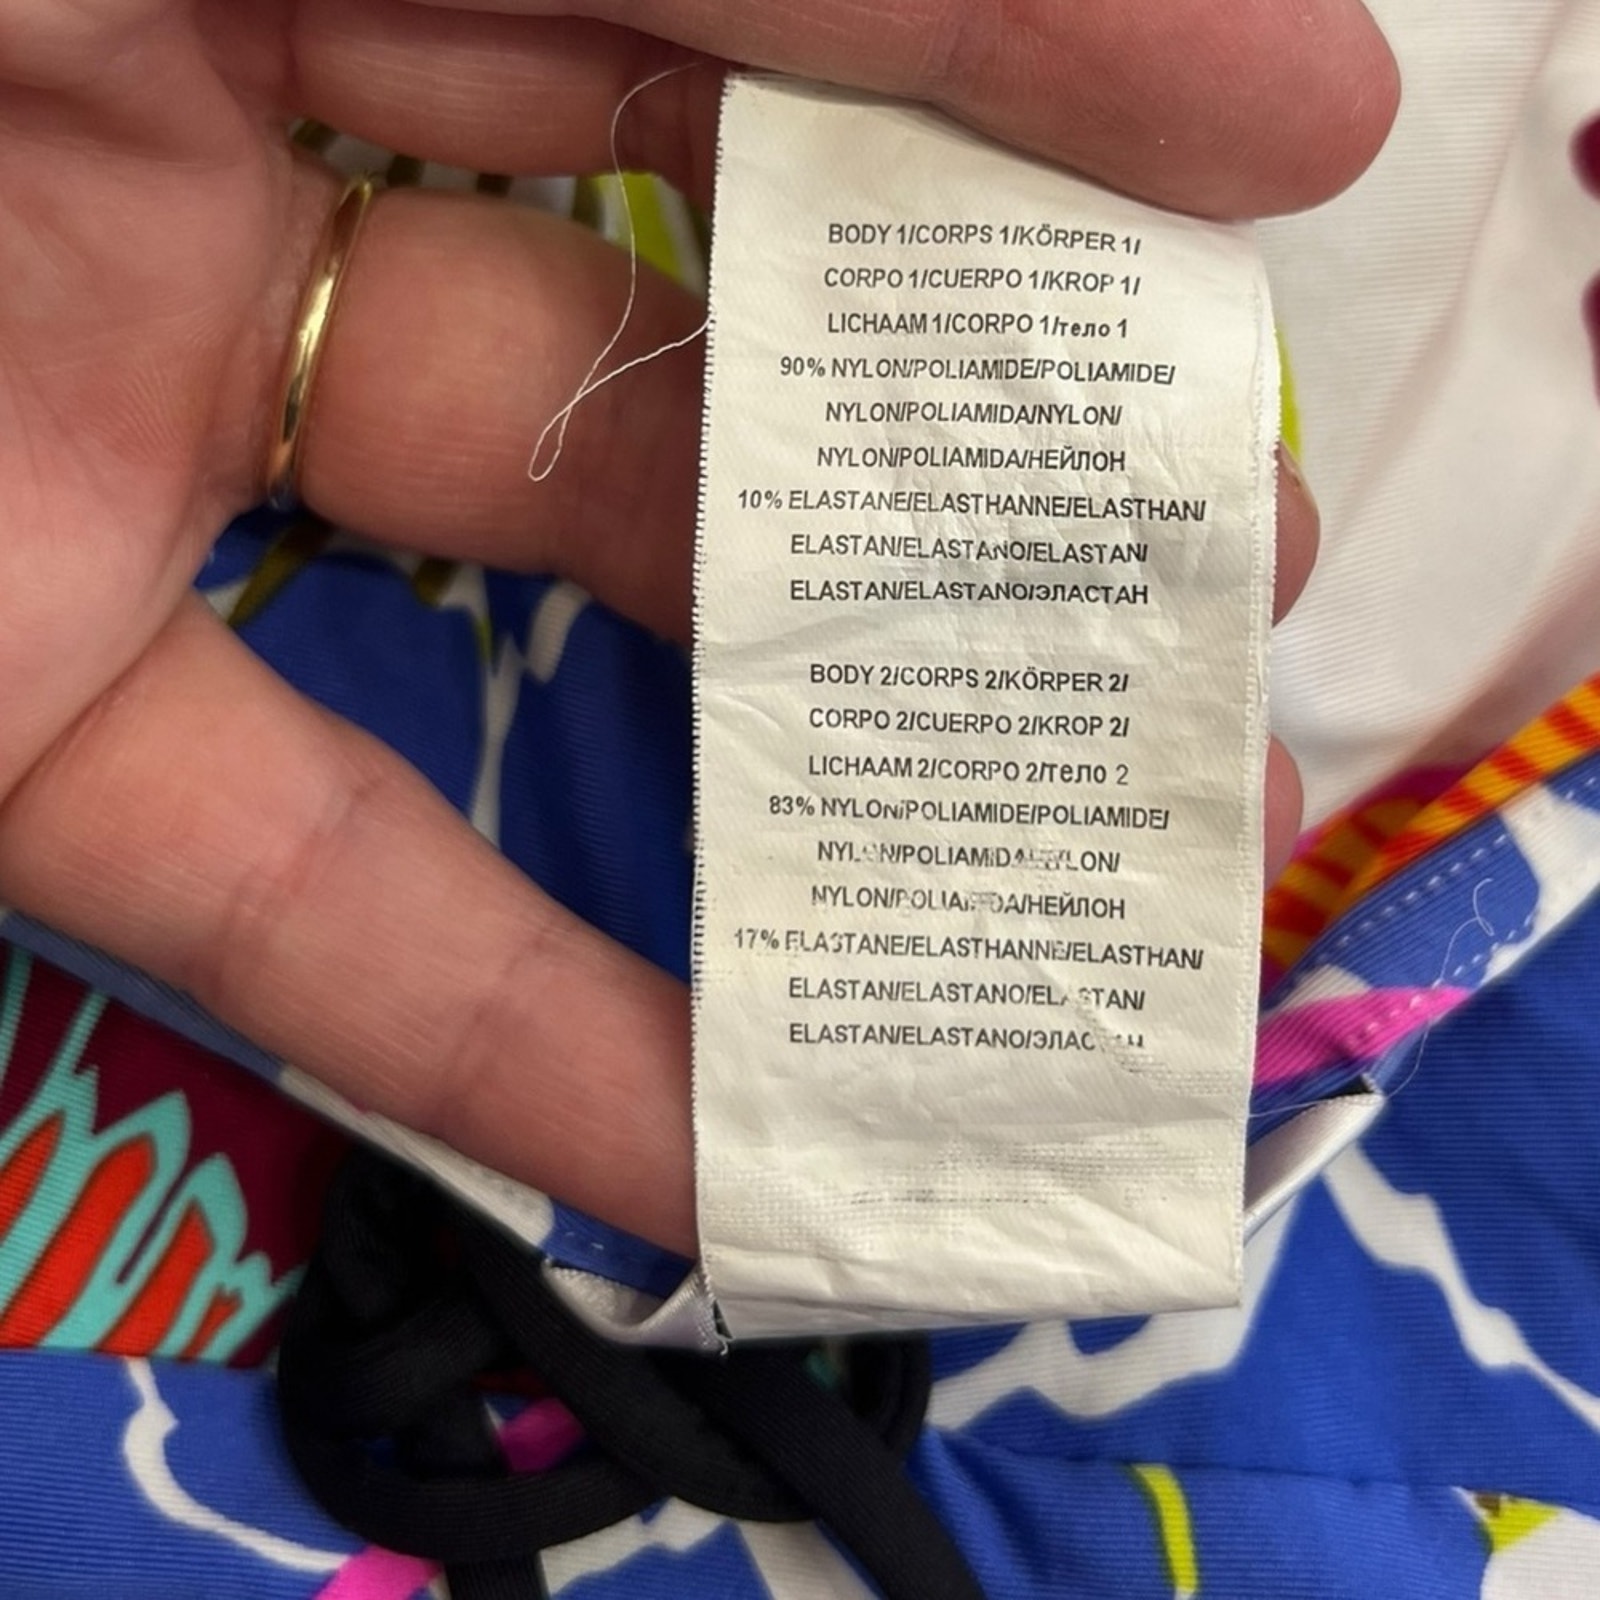 BODY 1/CORPS 1/KÖRPER 1/
CORPO 1/CUERPO 1/KROP 1/
LICHAAM 1/CORPO 1/тело 1
90% NYLON/POLIAMIDE/POLIAMIDE/
NYLON/POLIAMIDA/NYLON/
NYLON/POLIAMIDA/НЕЙЛОН
10% ELASTANE/ELASTHANNE/ELASTHAN/
ELASTAN/ELASTANO/ELASTAN/
ELASTAN/ELASTANO/ЭЛАСТАН
BODY 2/CORPS 2/KÖRPER 2/
CORPO 2/CUERPO 2/KROP 2/
LICHAAM 2/CORPO 2/тело 2
83% NYLON/POLIAMIDE/POLIAMIDE/
NYLON/POLIAMIDA/NYLON/
NYLON/POLIAMIDA/НЕЙЛОН
17% ELASTANE/ELASTHANNE/ELASTHAN/
ELASTAN/ELASTANO/ELASTAN/
ELASTAN/ELASTANO/